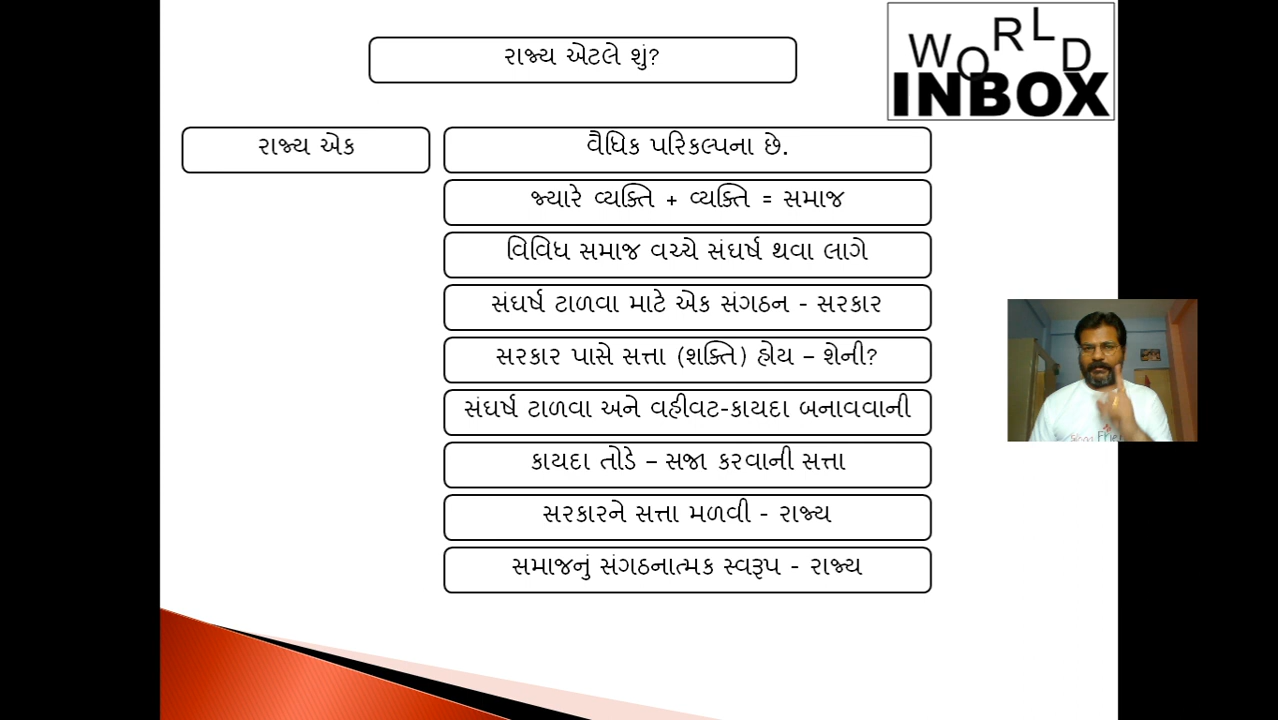 રાજ્ય એટલે શું?
WORLD
INBOX
રાજ્ય એક
વૈધિક પરિકલ્પના છે.
જ્યારે વ્યક્તિ + વ્યક્તિ = સમાજ
વિવિધ સમાજ વચ્ચે સંઘર્ષ થવા લાગે
સંઘર્ષ ટાળવા માટે એક સંગઠન - સરકાર
સરકાર પાસે સત્તા (શક્તિ) હોય – શેની?
સંઘર્ષ ટાળવા અને વહીવટ-કાયદા બનાવવાની
કાયદા તોડે – સજા કરવાની સત્તા
સરકારને સત્તા મળવી - રાજ્ય
સમાજનું સંગઠનાત્મક સ્વરૂપ - રાજ્ય